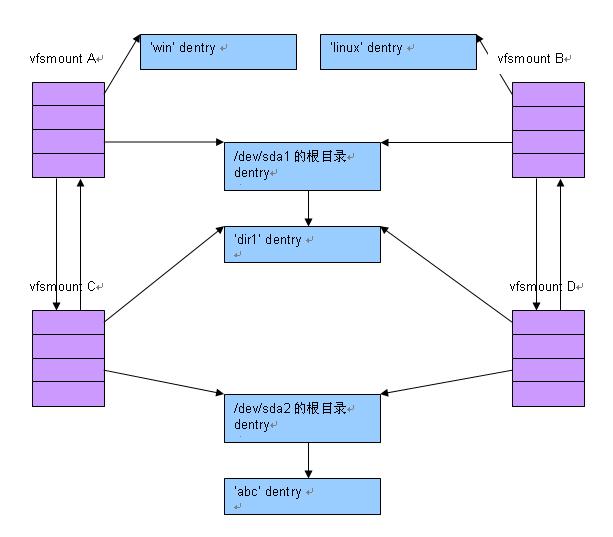 'win' dentry ↵
'linux' dentry ↵
vfsmount A↵
vfsmount B↵
/dev/sda1 的根目录↵
dentry↵
'dir1' dentry ↵
↵
vfsmount C↵
vfsmount D↵
/dev/sda2 的根目录↵
dentry↵
'abc' dentry ↵
↵